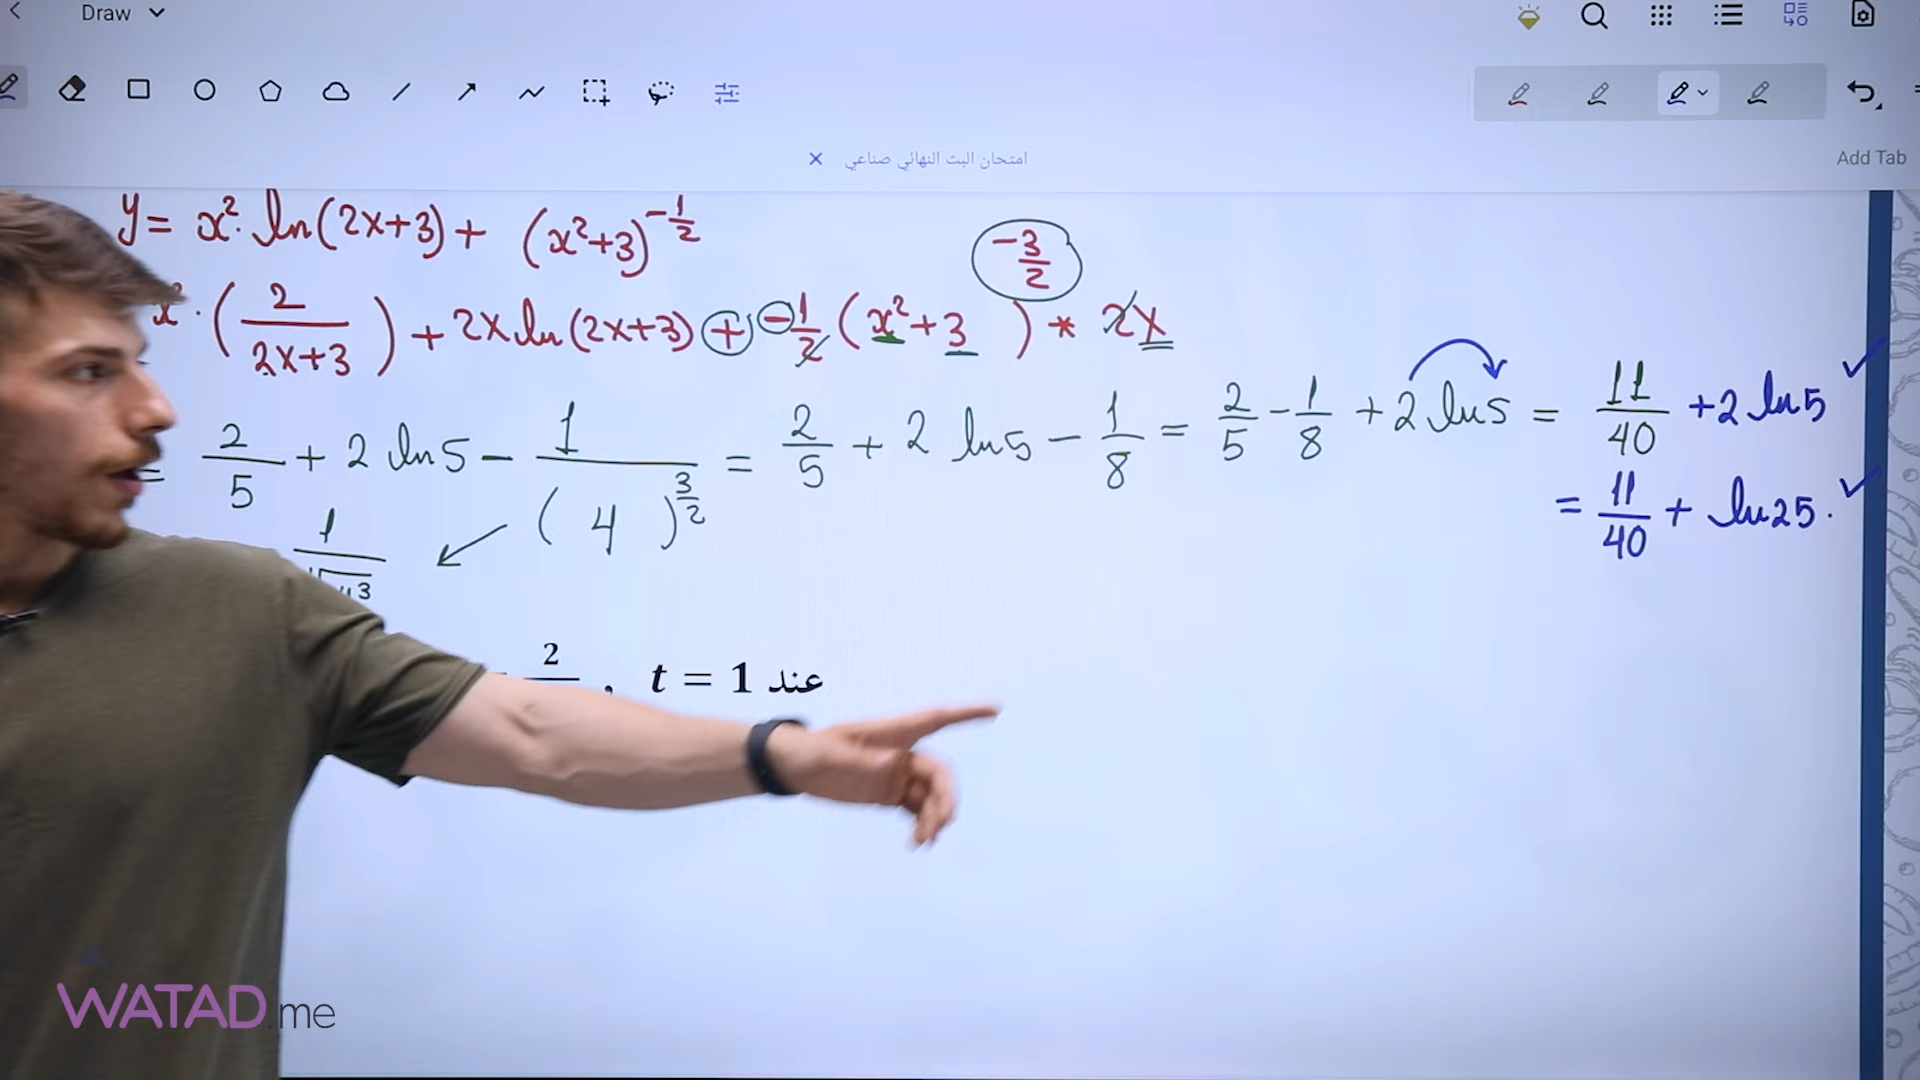 Draw
امتحان البث النهائي صناعي
Add Tab
y = x². ln(2x+3) + (x²+3)^{-1/2}
x² · (2/(2x+3)) + 2x ln(2x+3) + -1/2 (x²+3)^{-3/2} * 2x
= 2/5 + 2 ln5 - 1/(4)^{3/2} = 2/5 + 2 ln5 - 1/8 = 2/5 - 1/8 + 2 ln5 = 11/40 + 2 ln5 ✓
= 11/40 + ln25. ✓
2 , t = 1 عند
WATAD.me